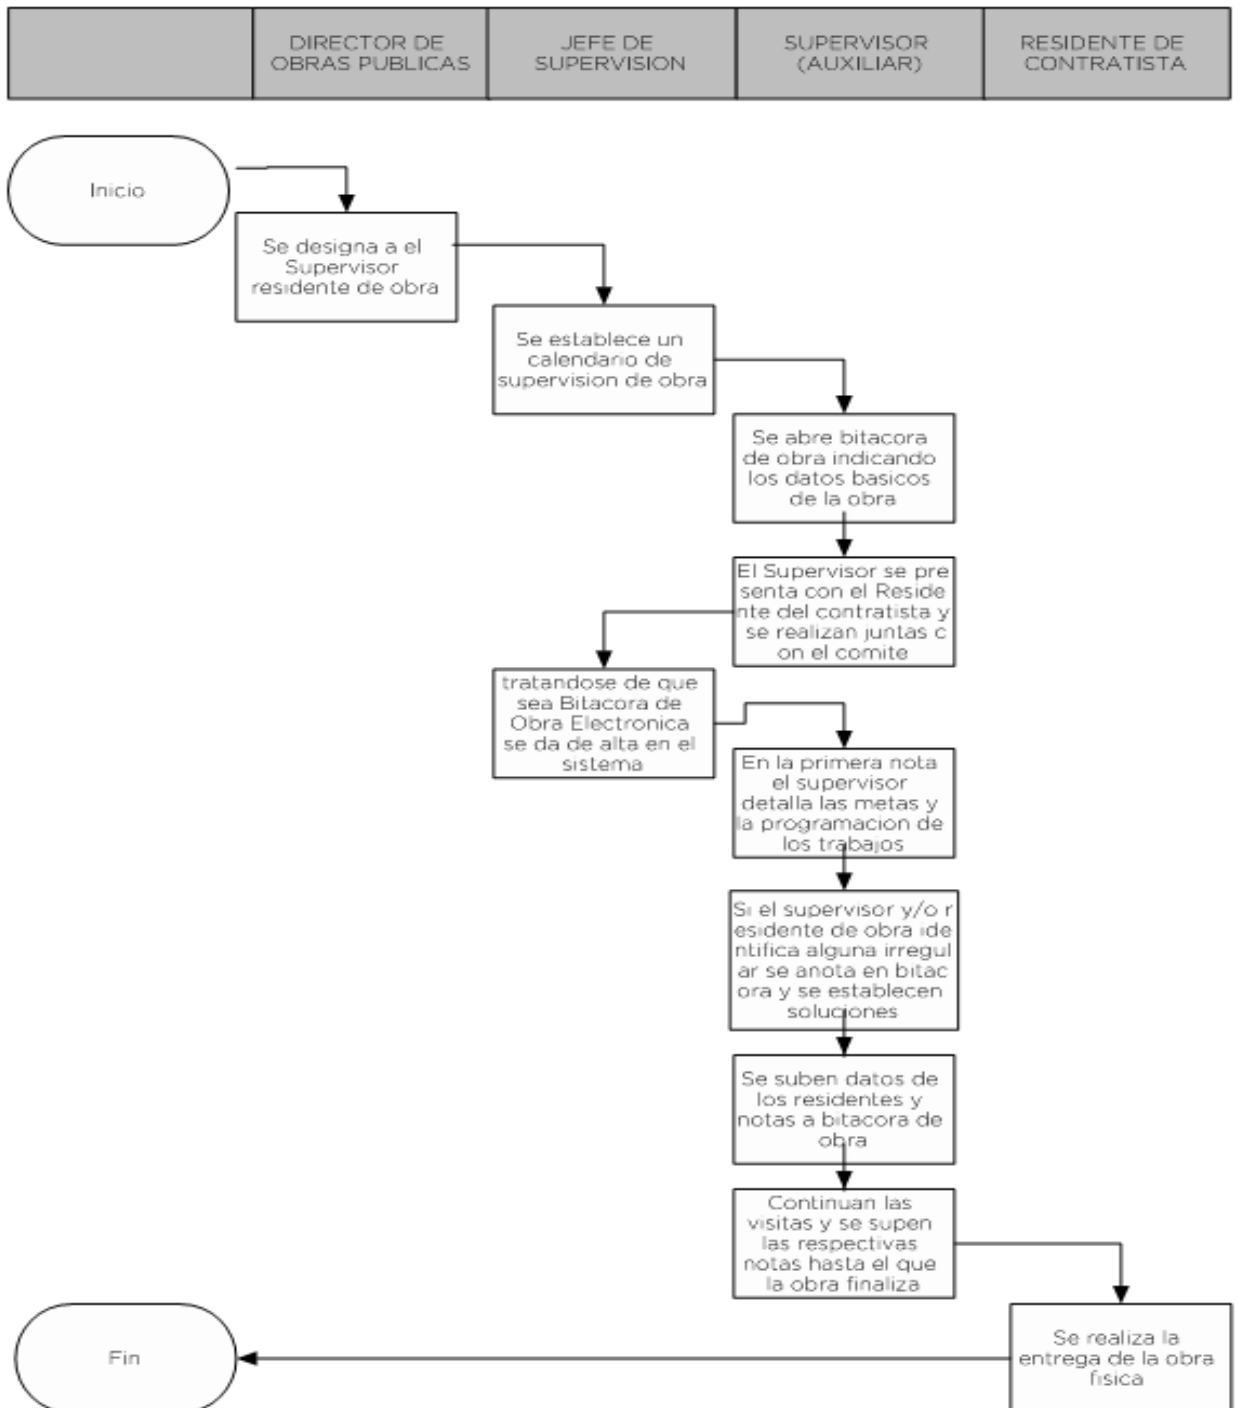 DIRECTOR DE
OBRAS PUBLICAS
JEFE DE
SUPERVISION
SUPERVISOR
(AUXILIAR)
RESIDENTE DE
CONTRATISTA
Inicio
Se designa a el
Supervisor
residente de obra
Se establece un
calendario de
supervision de obra
Se abre bitacora
de obra indicando
los datos basicos
de la obra
El Supervisor se pre
senta con el Reside
nte del contratista y
se realizan juntas c
on el comite
tratandose de que
sea Bitacora de
Obra Electronica
se da de alta en el
sistema
En la primera nota
el supervisor
detalla las metas y
la programacion de
los trabajos
Si el supervisor y/o r
esidente de obra ide
ntifica alguna irregul
ar se anota en bitac
ora y se establecen
soluciones
Se suben datos de
los residentes y
notas a bitacora de
obra
Continuan las
visitas y se supen
las respectivas
notas hasta el que
la obra finaliza
Se realiza la
entrega de la obra
fisica
Fin